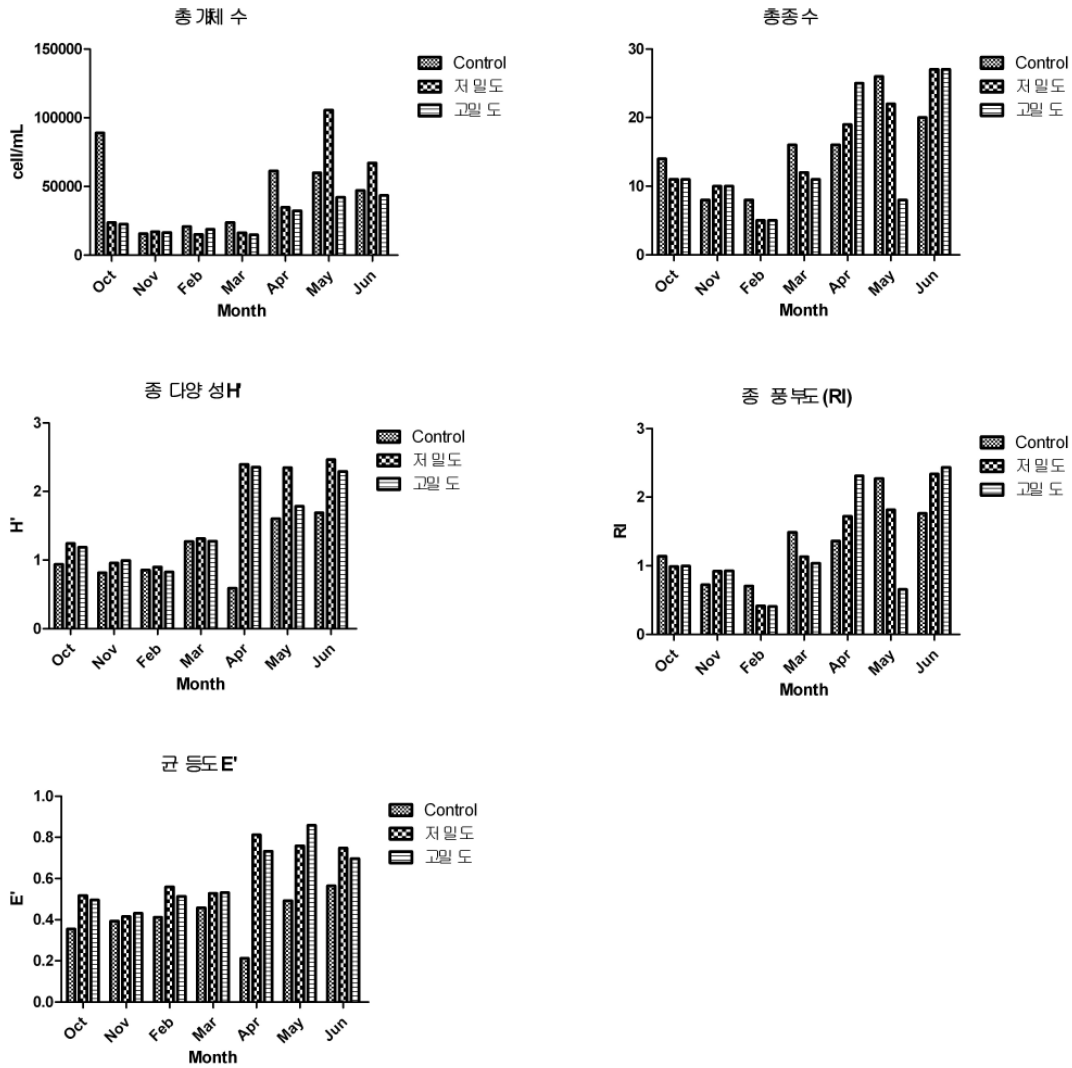 총 개체 수
150000
100000
50000
0
cell/mL
Oct Nov Feb Mar Apr May Jun
Month
Control
저 밀 도
고밀 도
총종수
30
20
10
0
Oct Nov Feb Mar Apr May Jun
Month
Control
저 밀 도
고밀 도
종 다양 성H'
3
2
1
0
H'
Oct Nov Feb Mar Apr May Jun
Month
Control
저 밀 도
고밀 도
종 풍부도(RI)
3
2
1
0
RI
Oct Nov Feb Mar Apr May Jun
Month
Control
저 밀 도
고밀 도
균 등도E'
1.0
0.8
0.6
0.4
0.2
0.0
E'
Oct Nov Feb Mar Apr May Jun
Month
Control
저 밀 도
고밀 도